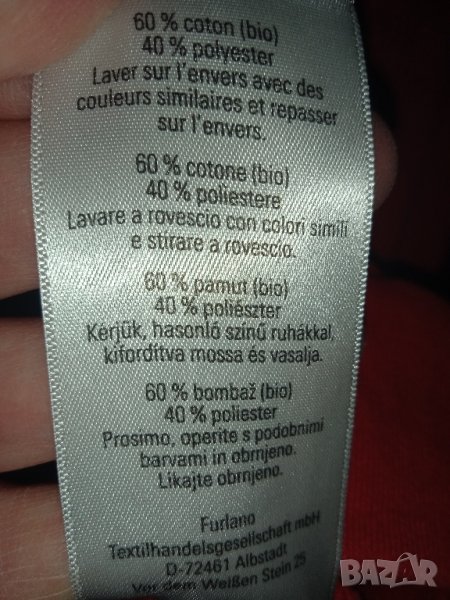 60 % coton (bio)
40 % polyester
Laver sur l'envers avec des
couleurs similaires et repasser
sur l'envers.
60 % cotone (bio)
40 % poliestere
Lavare a rovescio con colori simili
e stirare a rovescio.
60 % pamut (bio)
40 % poliészter
Kérjük, hasonló színű ruhákkal,
kifordítva mossa és vasalja.
60 % bombaž (bio)
40 % poliester
Prosimo, operite s podobnimi
barvami in obrnjeno.
Likajte obrnjeno.
Furlano
Textilhandelsgesellschaft mbH
D-72461 Albstadt
Vor dem Weißen Stein 25
BAZAR